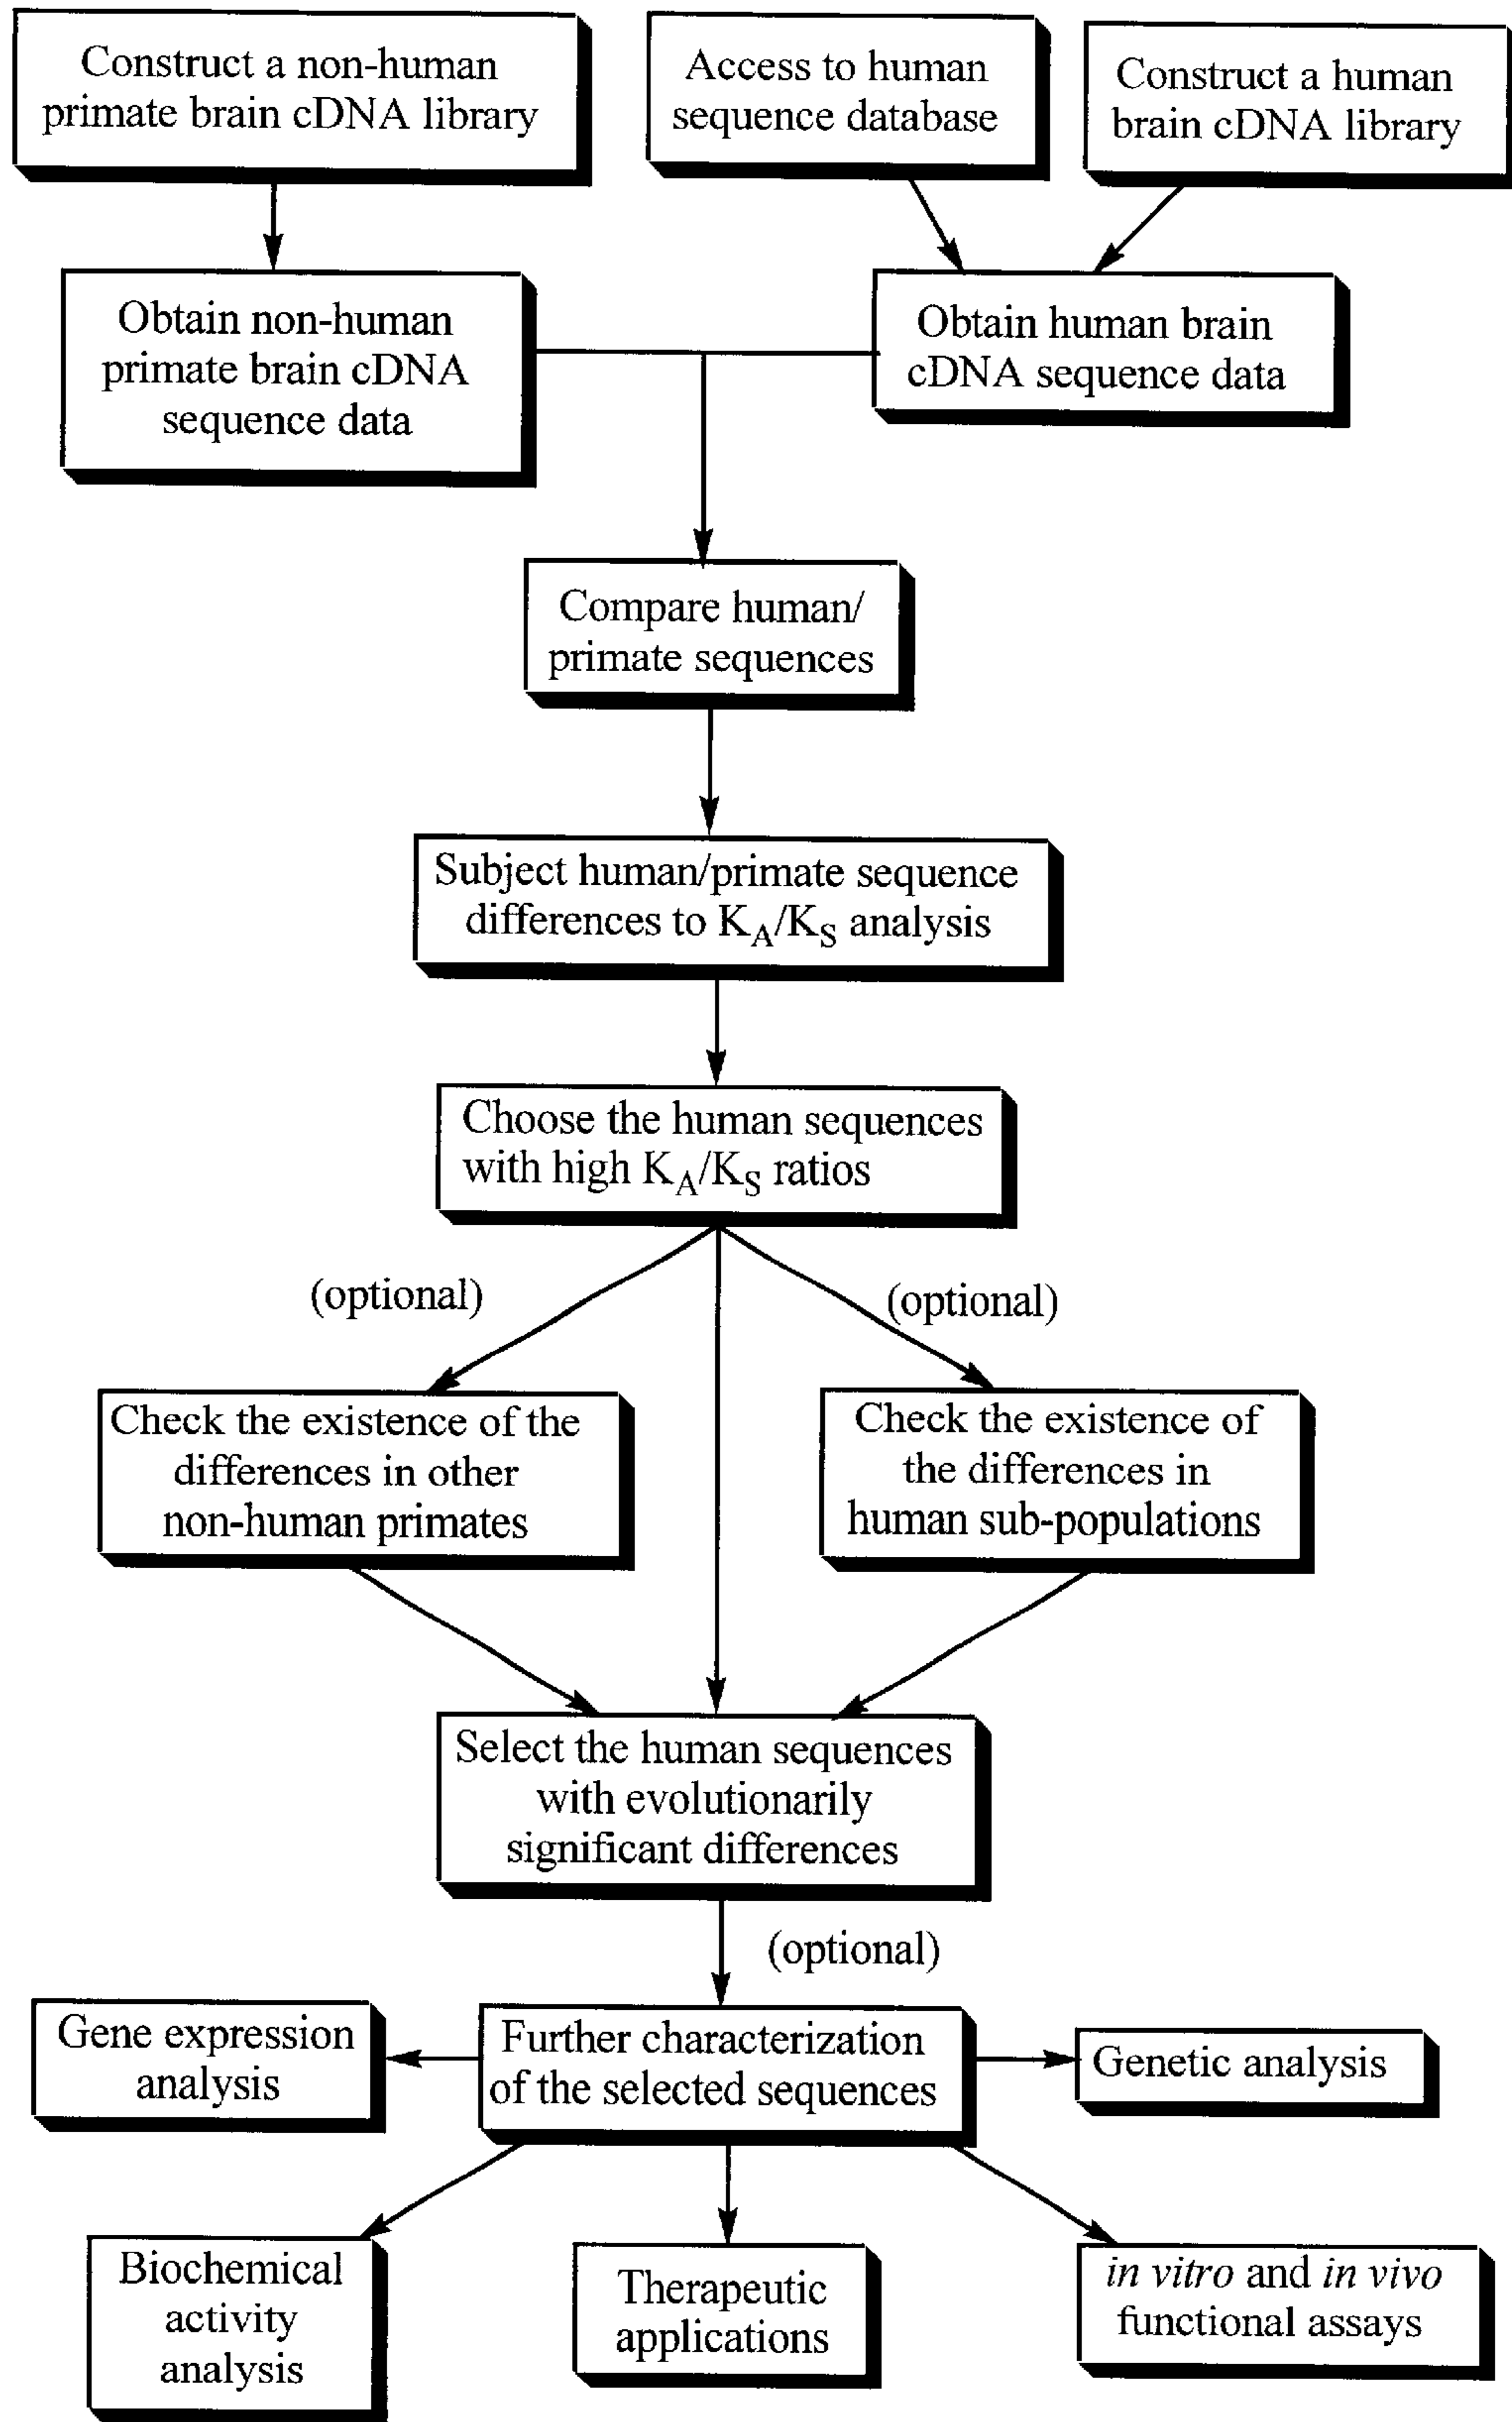 Construct a non-human
primate brain cDNA library
Access to human
sequence database
Construct a human
brain cDNA library
Obtain non-human
primate brain cDNA
sequence data
Obtain human brain
cDNA sequence data
Compare human/
primate sequences
Subject human/primate sequence
differences to KA/KS analysis
Choose the human sequences
with high KA/KS ratios
(optional)
(optional)
Check the existence of the
differences in other
non-human primates
Check the existence of
the differences in
human sub-populations
Select the human sequences
with evolutionarily
significant differences
(optional)
Gene expression
analysis
Further characterization
of the selected sequences
Genetic analysis
Biochemical
activity
analysis
Therapeutic
applications
in vitro and in vivo
functional assays